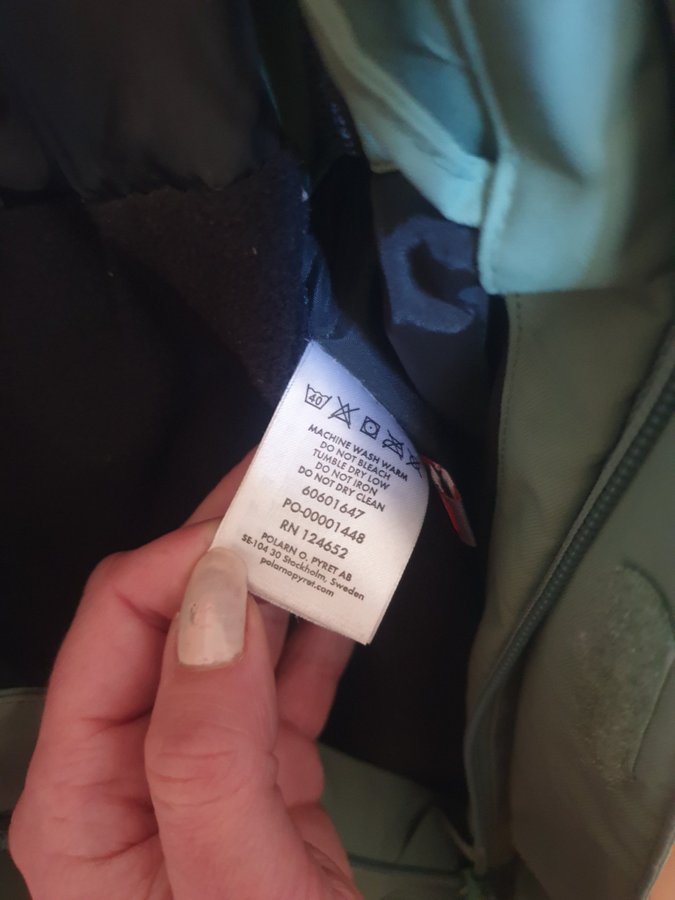 40
MACHINE WASH WARM
DO NOT BLEACH
TUMBLE DRY LOW
DO NOT IRON
DO NOT DRY CLEAN
60601647
PO-00001448
RN 124652
POLARN O. PYRET AB
SE-104 30 Stockholm, Sweden
polarnopyret.com